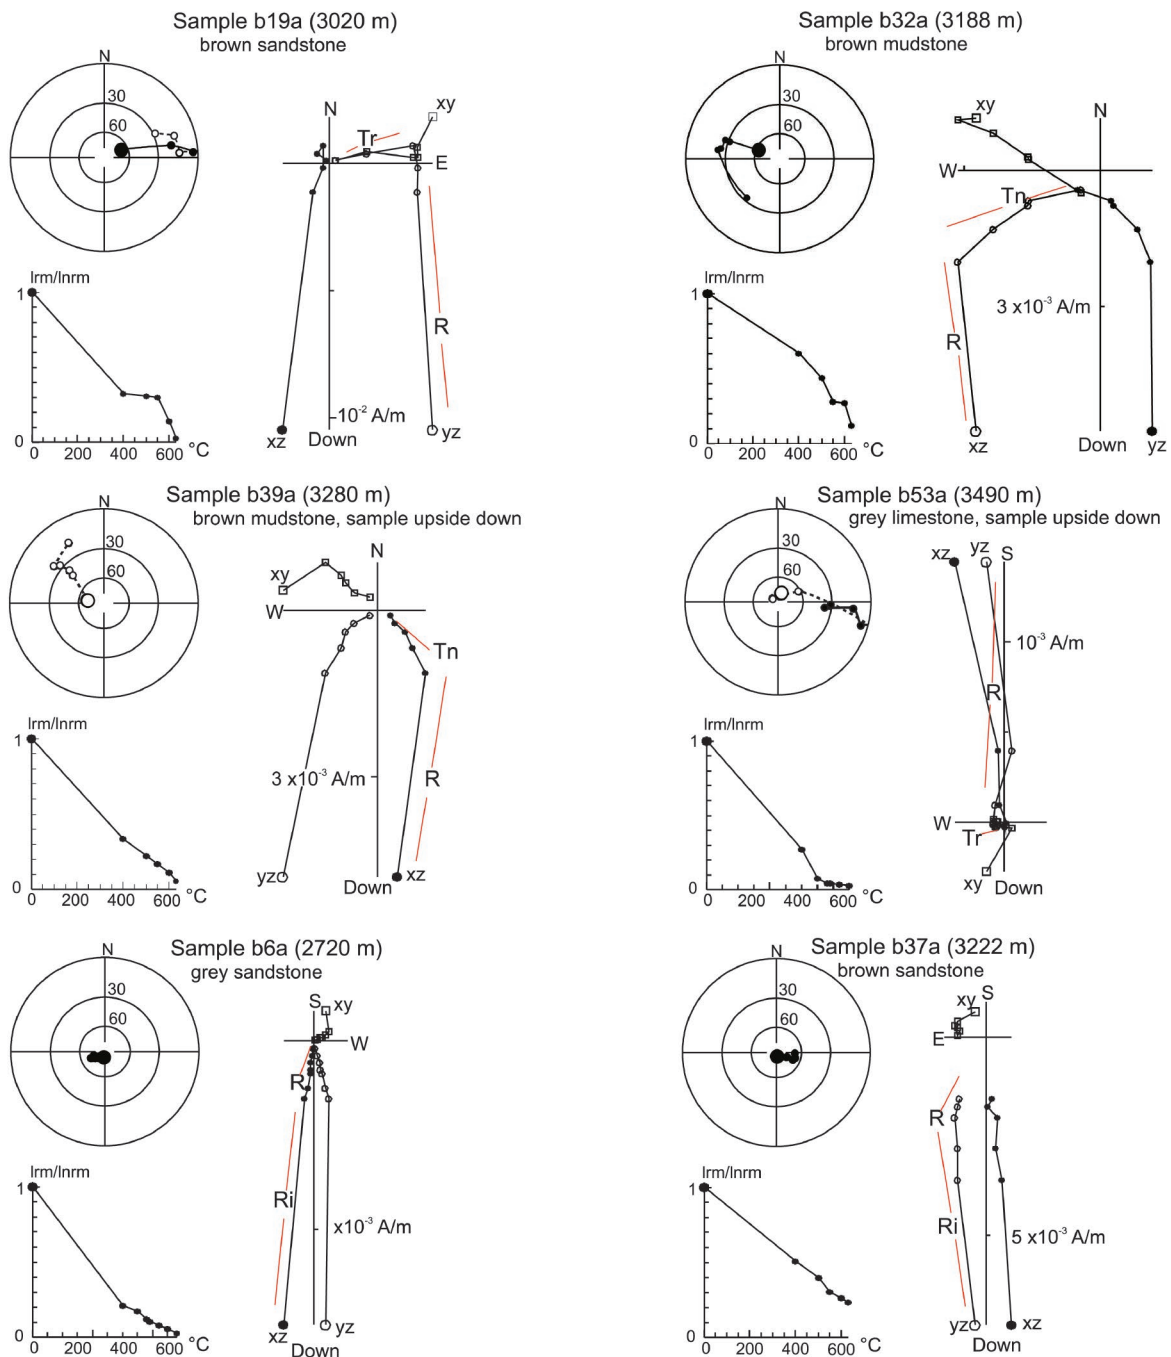 Sample b19a (3020 m)
brown sandstone
N
30
60
N
xy
Tr
E
R
10-2 A/m
xz
Down
yz
Irm/Inrm
1
0
0 200 400 600 °C
Sample b32a (3188 m)
brown mudstone
N
30
60
xy
N
W
Tn
3 x10-3 A/m
R
xz
Down
yz
Irm/Inrm
1
0
0 200 400 600 °C
Sample b39a (3280 m)
brown mudstone, sample upside down
N
30
60
N
xy
W
Tn
3 x10-3 A/m
R
yz
Down
xz
Irm/Inrm
1
0
0 200 400 600 °C
Sample b53a (3490 m)
grey limestone, sample upside down
N
30
60
xz
yz
S
10-3 A/m
R
W
Tr
xy
Down
Irm/Inrm
1
0
0 200 400 600 °C
Sample b6a (2720 m)
grey sandstone
N
30
60
S
xy
W
R
Ri
x10-3 A/m
xz
yz
Down
Irm/Inrm
1
0
0 200 400 600 °C
Sample b37a (3222 m)
brown sandstone
N
30
60
xy
S
E
R
Ri
5 x10-3 A/m
yz
xz
Down
Irm/Inrm
1
0
0 200 400 600 °C